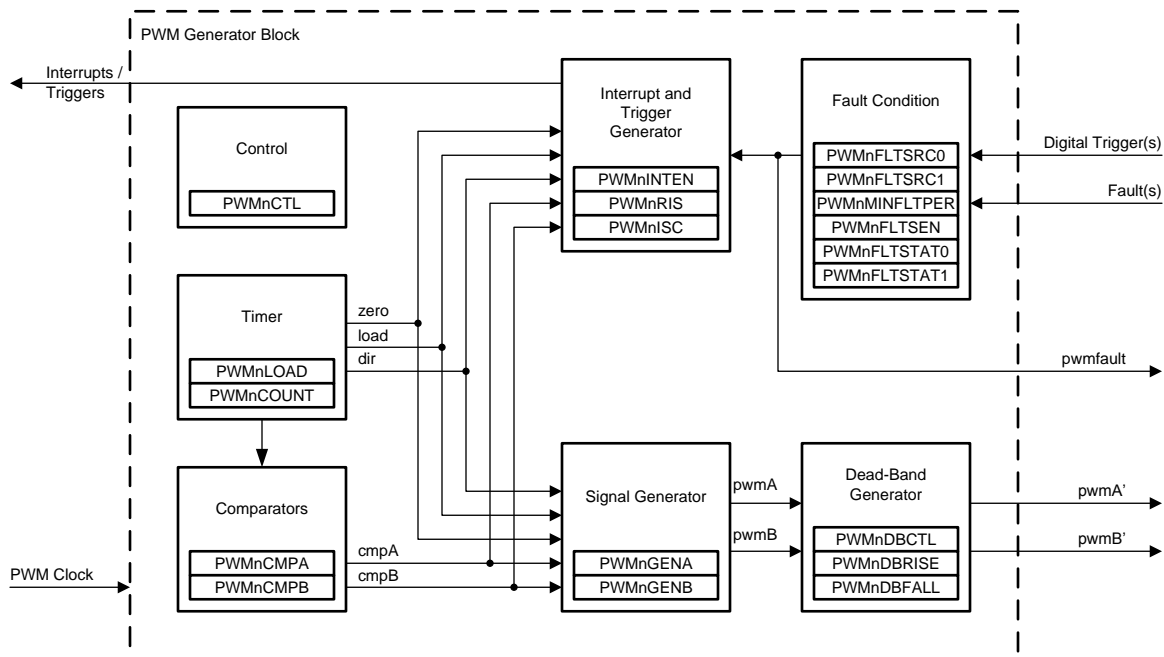 PWM Generator Block
Interrupts /
Triggers
Control
PWMnCTL
Interrupt and
Trigger
Generator
PWMnINTEN
PWMnRIS
PWMnISC
Fault Condition
PWMnFLTSRC0
PWMnFLTSRC1
PWMnMINFLTPER
PWMnFLTSEN
PWMnFLTSTAT0
PWMnFLTSTAT1
Digital Trigger(s)
Fault(s)
Timer
PWMnLOAD
PWMnCOUNT
zero
load
dir
pwmfault
Comparators
PWMnCMPA
PWMnCMPB
cmpA
cmpB
PWM Clock
Signal Generator
PWMnGENA
PWMnGENB
pwmA
pwmB
Dead-Band
Generator
PWMnDBCTL
PWMnDBRISE
PWMnDBFALL
pwmA’
pwmB’